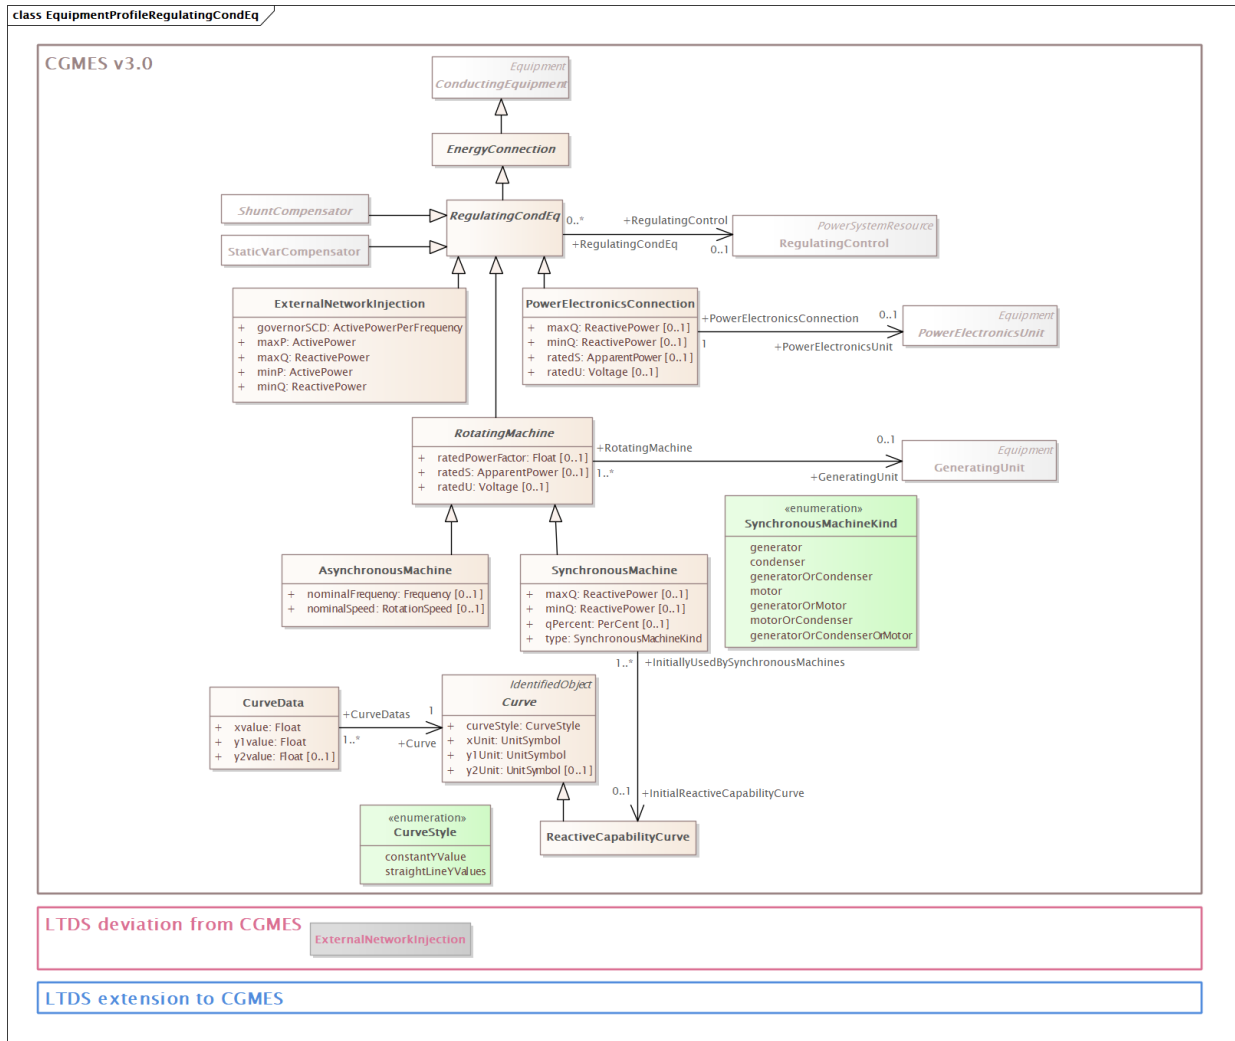 class EquipmentProfileRegulatingCondEq
CGMES v3.0
Equipment
ConductingEquipment
EnergyConnection
ShuntCompensator
StaticVarCompensator
RegulatingCondEq
0..*
+RegulatingControl
+RegulatingCondEq
0..1
PowerSystemResource
RegulatingControl
ExternalNetworkInjection
+ governorSCD: ActivePowerPerFrequency
+ maxP: ActivePower
+ maxQ: ReactivePower
+ minP: ActivePower
+ minQ: ReactivePower
PowerElectronicsConnection
+ maxQ: ReactivePower [0..1]
+ minQ: ReactivePower [0..1]
+ ratedS: ApparentPower [0..1]
+ ratedU: Voltage [0..1]
+PowerElectronicsConnection
0..1
1
+PowerElectronicsUnit
Equipment
PowerElectronicsUnit
RotatingMachine
+ ratedPowerFactor: Float [0..1]
+ ratedS: ApparentPower [0..1]
+ ratedU: Voltage [0..1]
+RotatingMachine
0..1
1..*
+GeneratingUnit
Equipment
GeneratingUnit
«enumeration»
SynchronousMachineKind
generator
condenser
generatorOrCondenser
motor
generatorOrMotor
motorOrCondenser
generatorOrCondenserOrMotor
AsynchronousMachine
+ nominalFrequency: Frequency [0..1]
+ nominalSpeed: RotationSpeed [0..1]
SynchronousMachine
+ maxQ: ReactivePower [0..1]
+ minQ: ReactivePower [0..1]
+ qPercent: PerCent [0..1]
+ type: SynchronousMachineKind
1..*
+InitiallyUsedBySynchronousMachines
CurveData
+ xvalue: Float
+ y1value: Float
+ y2value: Float [0..1]
+CurveDatas
1
1..*
+Curve
IdentifiedObject
Curve
+ curveStyle: CurveStyle
+ xUnit: UnitSymbol
+ y1Unit: UnitSymbol
+ y2Unit: UnitSymbol [0..1]
0..1
+InitialReactiveCapabilityCurve
«enumeration»
CurveStyle
constantYValue
straightLineYValues
ReactiveCapabilityCurve
LTDS deviation from CGMES
ExternalNetworkInjection
LTDS extension to CGMES